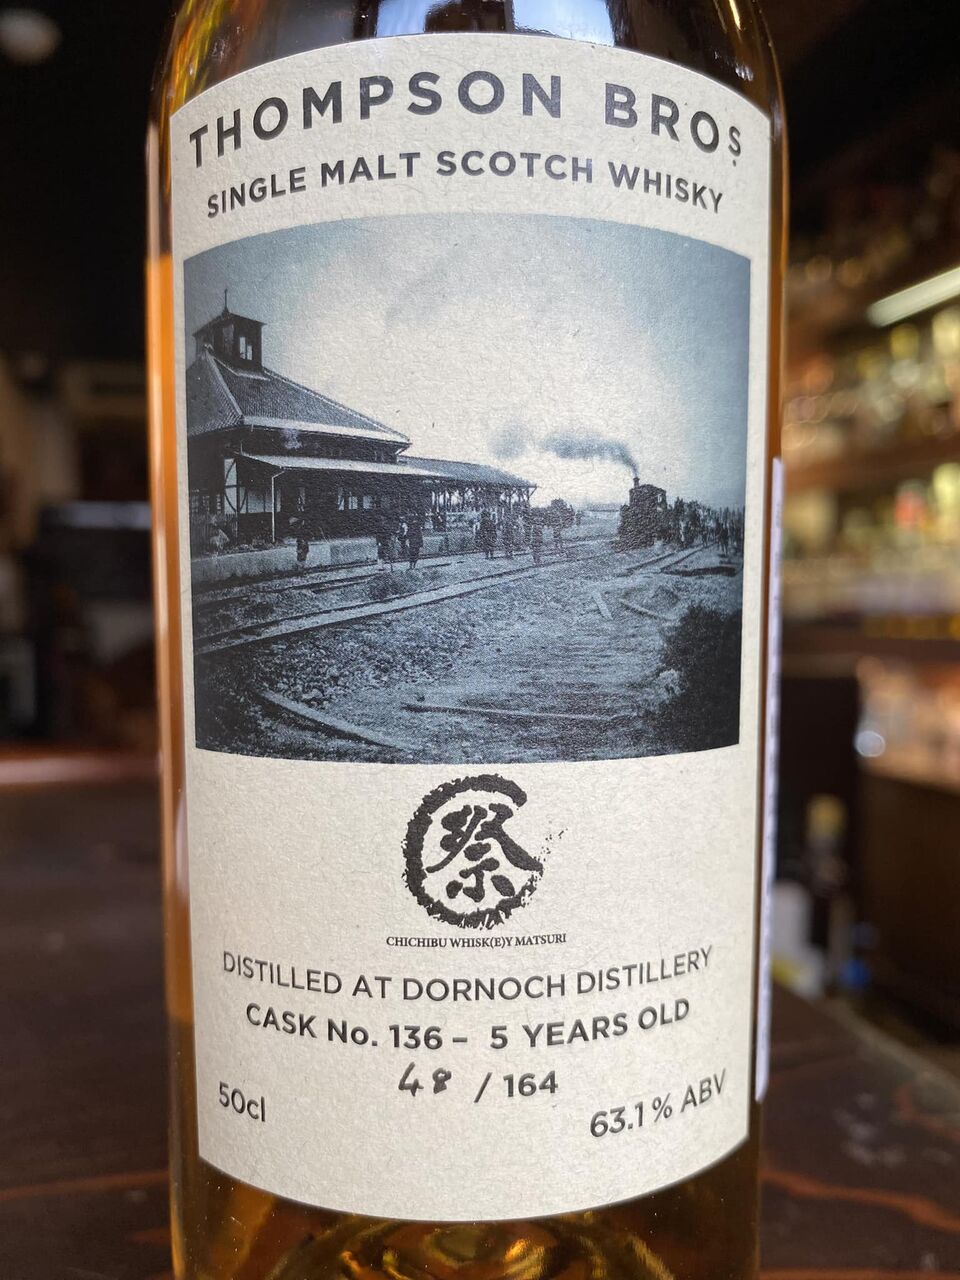 THOMPSON BROS
SINGLE MALT SCOTCH WHISKY
祭
CHICHIBU WHISK(E)Y MATSURI
DISTILLED AT DORNOCH DISTILLERY
CASK No. 136 – 5 YEARS OLD
48 / 164
50cl
63.1% ABV